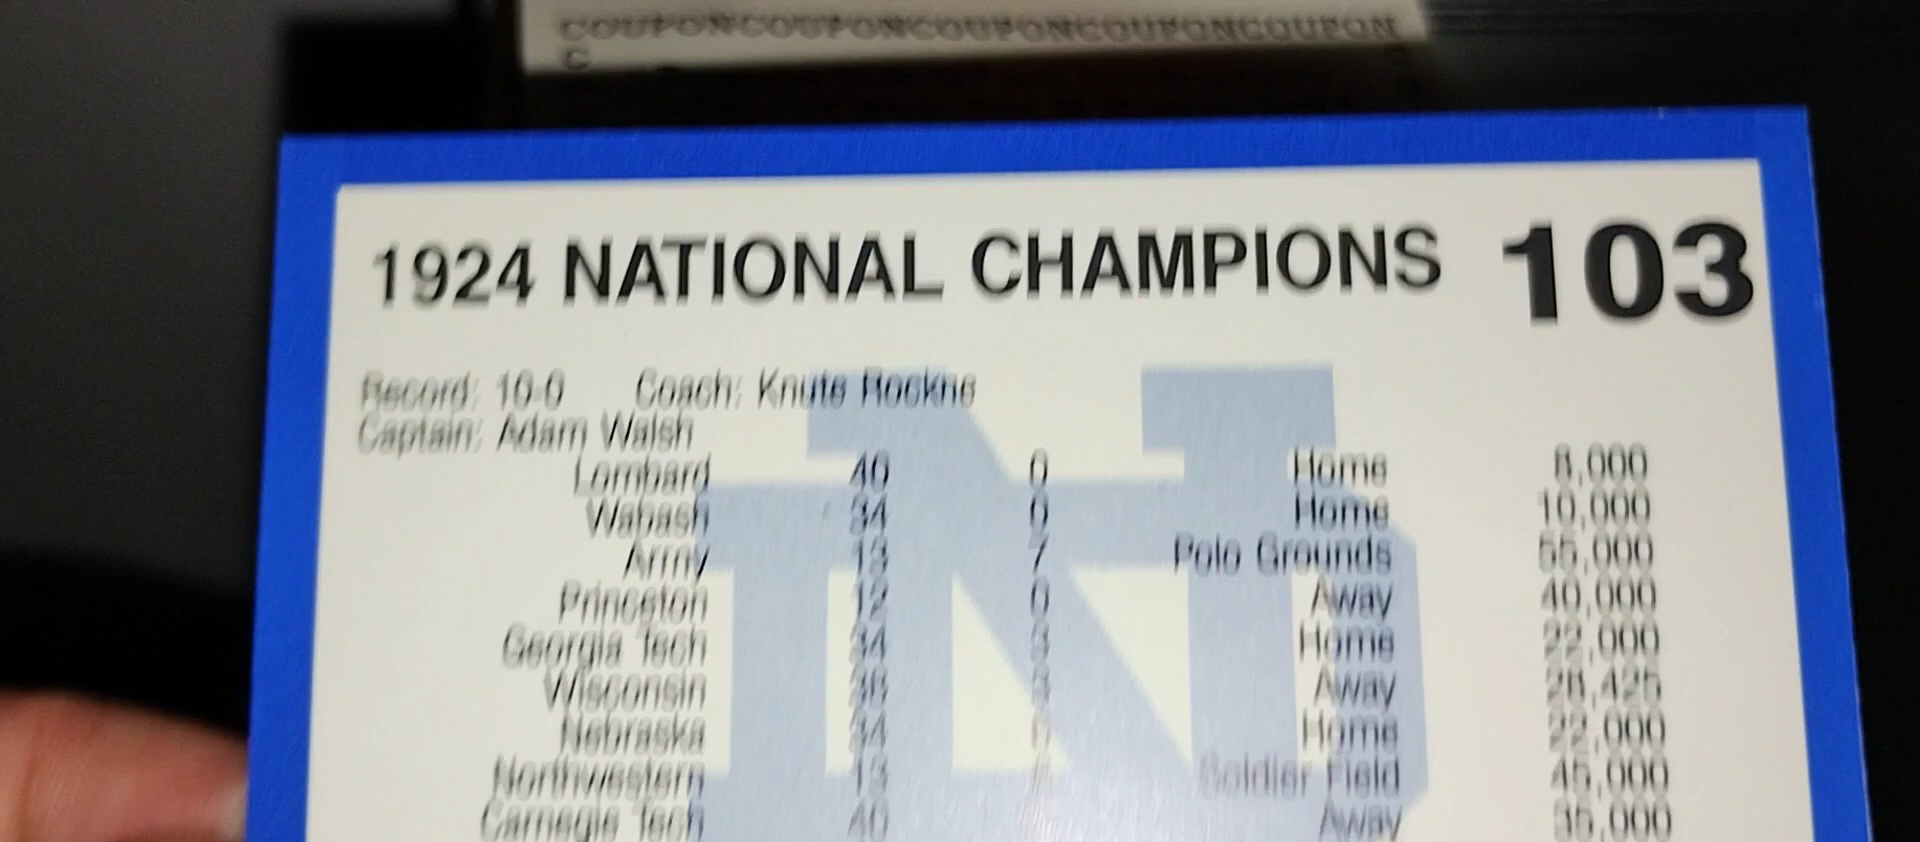 COUPONCOUPONCOUPONCOUPONCOUPON
C C
1924 NATIONAL CHAMPIONS 103
Record: 10-0 Coach: Knute Rockne
Captain: Adam Walsh
Lombard 40 0 Home 8,000
Wabash 34 0 Home 10,000
Army 13 7 Polo Grounds 55,000
Princeton 12 0 Away 40,000
Georgia Tech 34 3 Home 22,000
Wisconsin 38 3 Away 28,425
Nebraska 34 6 Home 22,000
Northwestern 13 Soldier Field 45,000
Carnegie Tech 40 Away 35,000